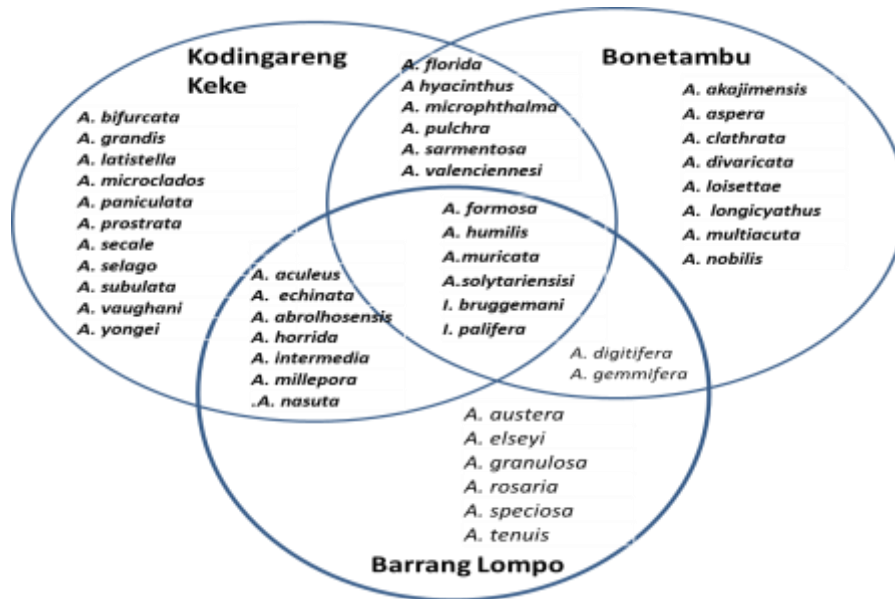 Kodingareng
Keke
A. bifurcata
A. grandis
A. latistella
A. microclados
A. paniculata
A. prostrata
A. secale
A. selago
A. subulata
A. vaughani
A. yongei
A. florida
A hyacinthus
A. microphthalma
A. pulchra
A. sarmentosa
A. valenciennesi
Bonetambu
A. akajimensis
A. aspera
A. clathrata
A. divaricata
A. loisettae
A. longicyathus
A. multiacuta
A. nobilis
A. formosa
A. humilis
A.muricata
A.solytariensisi
I. bruggemani
I. palifera
A. aculeus
A. echinata
A. abrolhosensis
A. horrida
A. intermedia
A. millepora
.A. nasuta
A. digitifera
A. gemmifera
A. austera
A. elseyi
A. granulosa
A. rosaria
A. speciosa
A. tenuis
Barrang Lompo